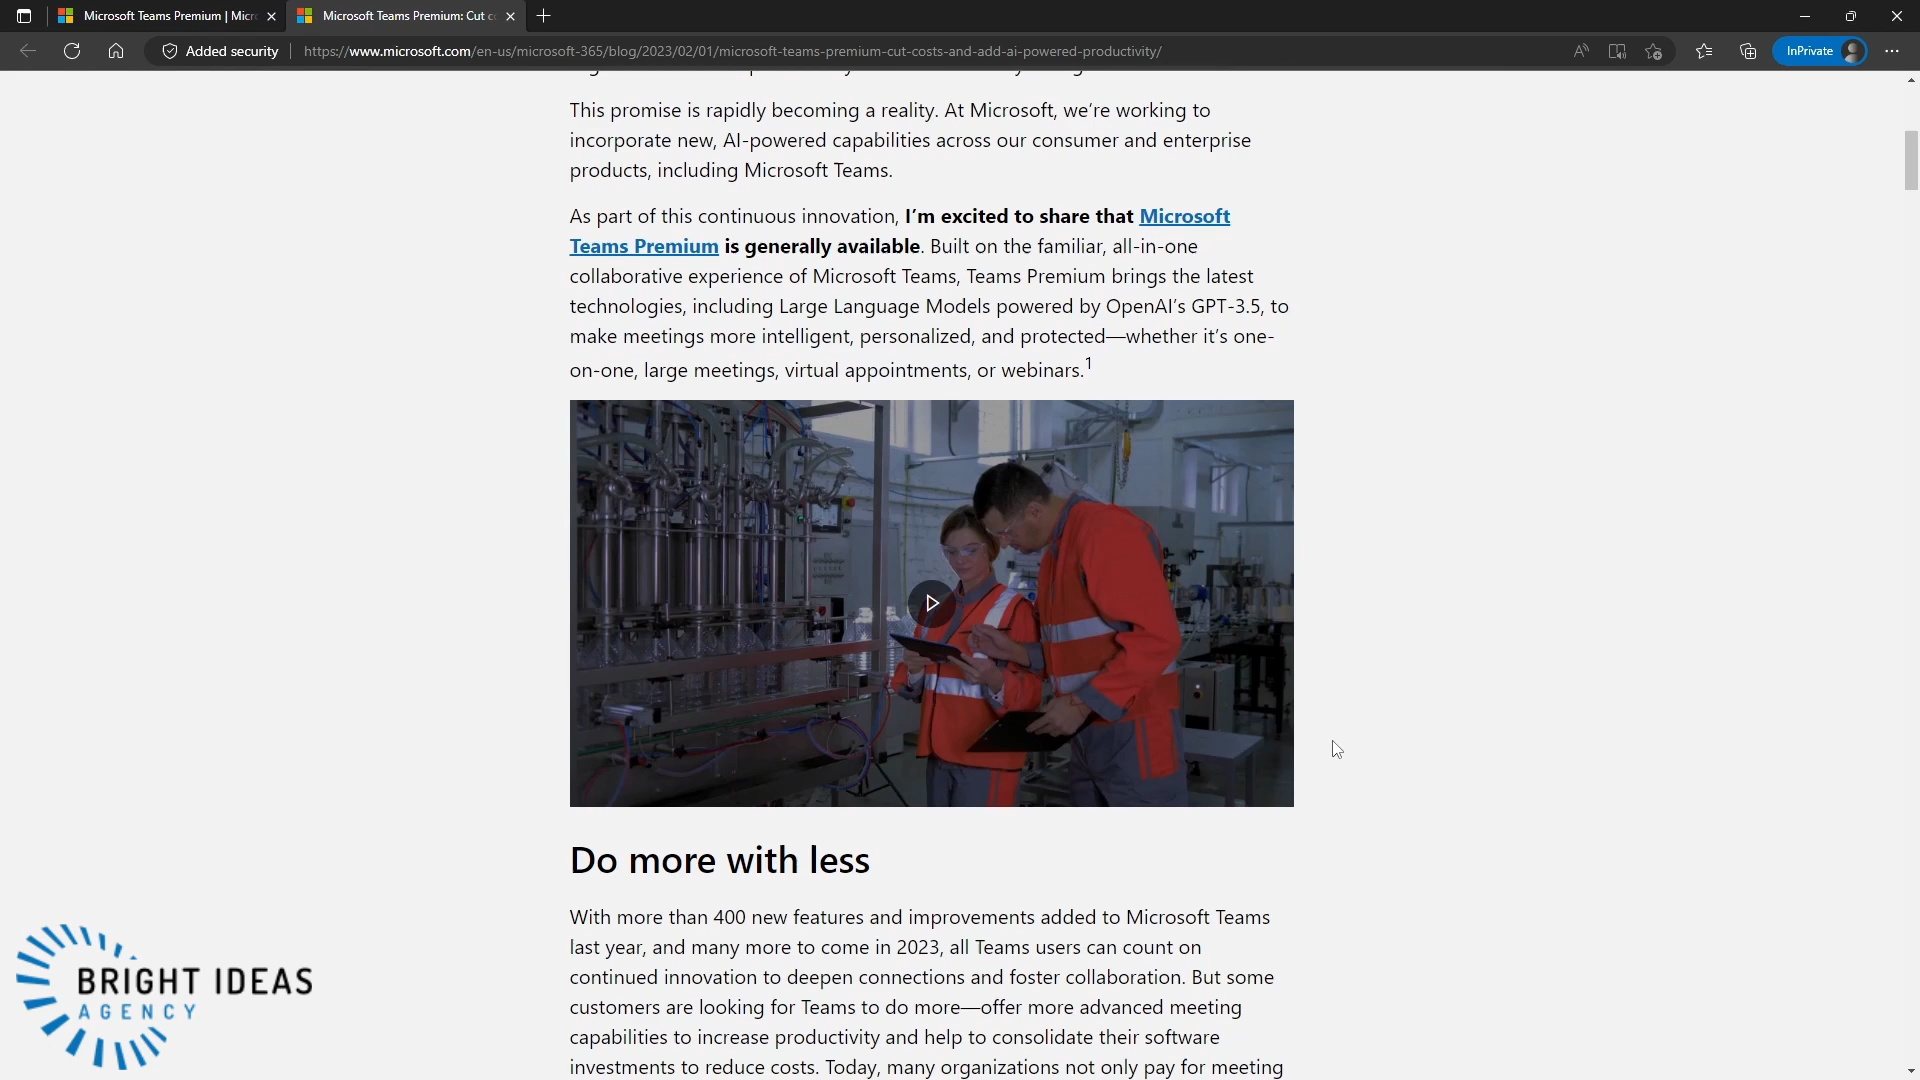 Microsoft Teams Premium | Micr
Microsoft Teams Premium: Cut c
Added security
https://www.microsoft.com/en-us/microsoft-365/blog/2023/02/01/microsoft-teams-premium-cut-costs-and-add-ai-powered-productivity/
InPrivate
This promise is rapidly becoming a reality. At Microsoft, we’re working to
incorporate new, AI-powered capabilities across our consumer and enterprise
products, including Microsoft Teams.
As part of this continuous innovation, I’m excited to share that Microsoft
Teams Premium is generally available. Built on the familiar, all-in-one
collaborative experience of Microsoft Teams, Teams Premium brings the latest
technologies, including Large Language Models powered by OpenAI’s GPT-3.5, to
make meetings more intelligent, personalized, and protected—whether it’s one-
on-one, large meetings, virtual appointments, or webinars.1
Do more with less
With more than 400 new features and improvements added to Microsoft Teams
last year, and many more to come in 2023, all Teams users can count on
continued innovation to deepen connections and foster collaboration. But some
customers are looking for Teams to do more—offer more advanced meeting
capabilities to increase productivity and help to consolidate their software
investments to reduce costs. Today, many organizations not only pay for meeting
BRIGHT IDEAS
AGENCY